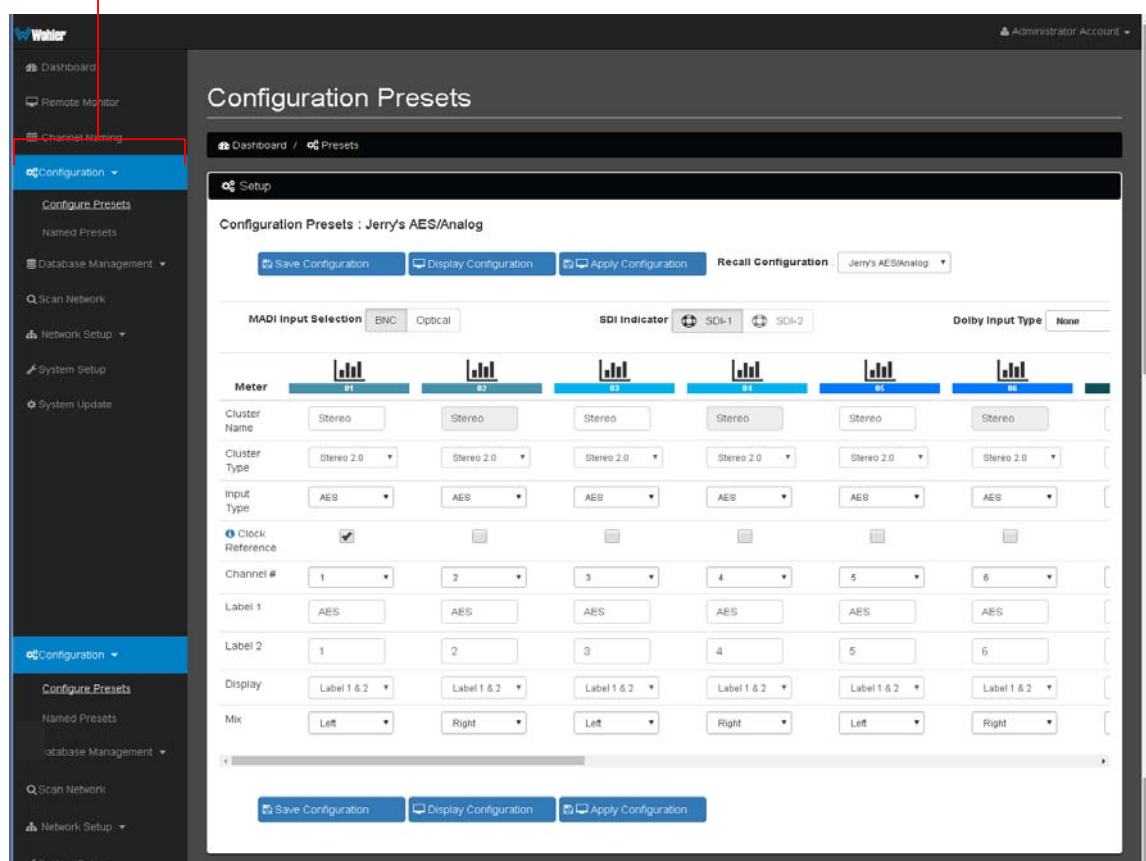 Wohler
Administrator Account
Dashboard
Remote Monitor
Channel Naming
Configuration
Configure Presets
Named Presets
Database Management
Scan Network
Network Setup
System Setup
System Update
Configuration
Configure Presets
Named Presets
atabase Management
Scan Network
Network Setup
Configuration Presets
Dashboard / Presets
Setup
Configuration Presets : Jerry's AES/Analog
Save Configuration Display Configuration Apply Configuration Recall Configuration : Jerry's AES/Analog
MADI Input Selection BNC Optical SDI Indicator SDI-1 SDI-2 Dolby Input Type None
Meter 01 02 03 04 05 06
Cluster Name Stereo Stereo Stereo Stereo Stereo Stereo
Cluster Type Stereo 2.0 Stereo 2.0 Stereo 2.0 Stereo 2.0 Stereo 2.0 Stereo 2.0
Input Type AES AES AES AES AES AES
Clock Reference
Channel # 1 2 3 4 5 6
Label 1 AES AES AES AES AES AES
Label 2 1 2 3 4 5 6
Display Label 1 & 2 Label 1 & 2 Label 1 & 2 Label 1 & 2 Label 1 & 2 Label 1 & 2
Mix Left Right Left Right Left Right
Save Configuration Display Configuration Apply Configuration